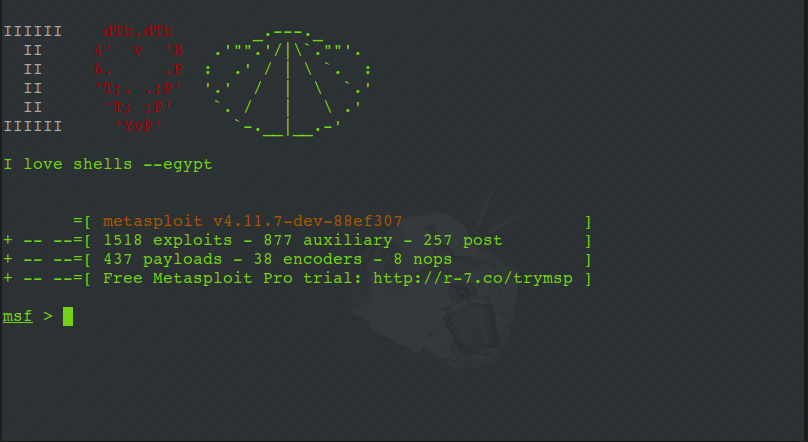 IIIIII    dTb.dTb        _.---._
  II     4'  v  'B   .'"".'/|\`.""'.
  II     6.     .P  :  .' / | \ `.  :
  II     'T;. .;P'  '.'  /  |  \  `.'
  II      'T; ;P'    `. /   |   \ .'
IIIIII     'YvP'       `-.__|__.-'
I love shells --egypt
       =[ metasploit v4.11.7-dev-88ef307                  ]
+ -- --=[ 1518 exploits - 877 auxiliary - 257 post        ]
+ -- --=[ 437 payloads - 38 encoders - 8 nops             ]
+ -- --=[ Free Metasploit Pro trial: http://r-7.co/trymsp ]
msf >